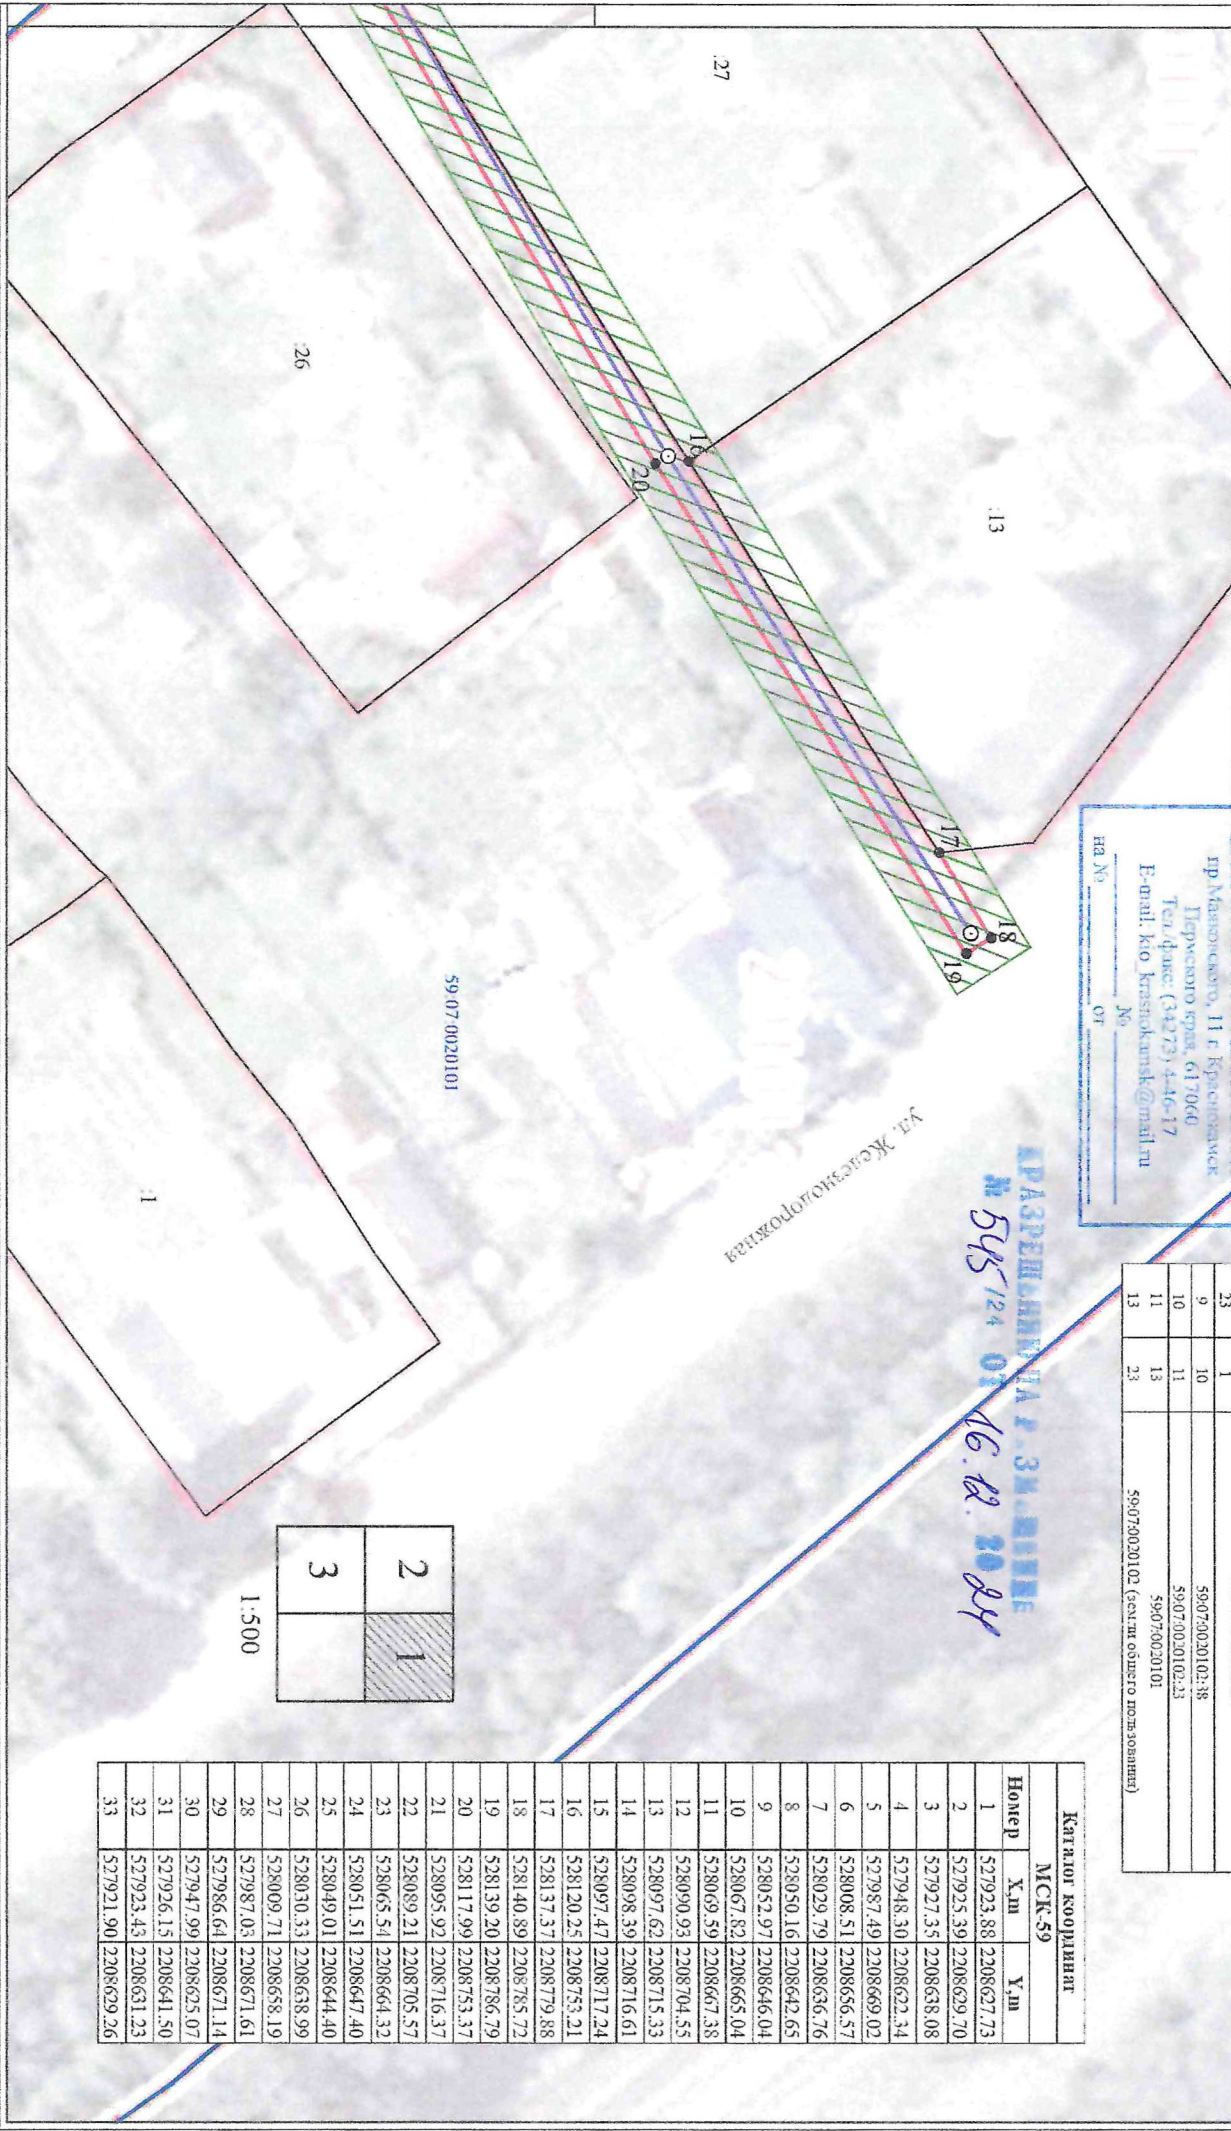 :27
:13
:26
16
20
17
18
19
59:07:0020101
:1
ул. Железнодорожная
пр.Маяковского, 11 г. Краснокамск
Пермского края, 617060
Тел./факс: (34273) 4-46-17
E-mail: kio_krasnokamsk@mail.ru
№
на № от
№ 545/24 от 16.12.2024
23 1
9 10 59:07:0020102:38
10 11 59:07:0020102:23
11 13 59:07:0020101
13 23 59:07:0020102 (земли общего пользования)
2 1
3
1:500
Каталог координат
МСК-59
Номер X,m Y,m
1 527923.88 2208627.73
2 527925.39 2208629.70
3 527927.35 2208638.08
4 527948.30 2208622.34
5 527987.49 2208669.02
6 528008.51 2208656.57
7 528029.79 2208636.76
8 528050.16 2208642.65
9 528052.97 2208646.04
10 528067.82 2208665.04
11 528069.59 2208667.38
12 528090.93 2208704.55
13 528097.62 2208715.33
14 528098.39 2208716.61
15 528097.47 2208717.24
16 528120.25 2208753.21
17 528137.37 2208779.88
18 528140.89 2208785.72
19 528139.20 2208786.79
20 528117.99 2208753.37
21 528095.92 2208716.37
22 528089.21 2208705.57
23 528065.54 2208664.32
24 528051.51 2208647.40
25 528049.01 2208644.40
26 528030.33 2208638.99
27 528009.71 2208658.19
28 527987.03 2208671.61
29 527986.64 2208671.14
30 527947.99 2208625.07
31 527926.15 2208641.50
32 527923.43 2208631.23
33 527921.90 2208629.26